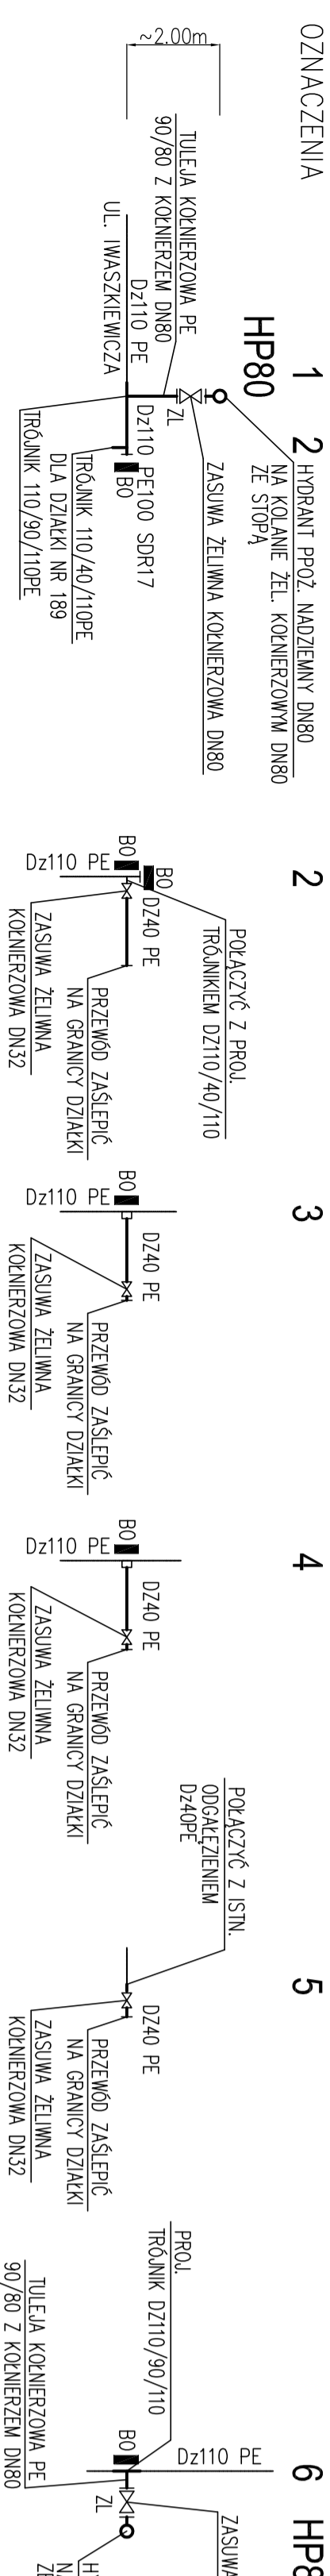 OZNACZENIA
1
2
HP80
~2.00m
HYDRANT PPOŻ. NADZIEMNY DN80
NA KOLANIE ŻEL. KOŁNIERZOWYM DN80
ZE STOPĄ
TULEJA KOŁNIERZOWA PE
90/80 Z KOŁNIERZEM DN80
ZL
ZASUWA ŻELIWNA KOŁNIERZOWA DN80
Dz110 PE
UL. IWASZKIEWICZA
Dz110 PE100 SDR17
BO
TRÓJNIK 110/40/110PE
DLA DZIAŁKI NR 189
TRÓJNIK 110/90/110PE
2
POŁĄCZYĆ Z PROJ.
TRÓJNIKIEM DZ110/40/110
BO
BO
Dz110 PE
DZ40 PE
PRZEWÓD ZAŚLEPIĆ
NA GRANICY DZIAŁKI
ZASUWA ŻELIWNA
KOŁNIERZOWA DN32
3
BO
Dz110 PE
DZ40 PE
PRZEWÓD ZAŚLEPIĆ
NA GRANICY DZIAŁKI
ZASUWA ŻELIWNA
KOŁNIERZOWA DN32
4
BO
Dz110 PE
DZ40 PE
PRZEWÓD ZAŚLEPIĆ
NA GRANICY DZIAŁKI
ZASUWA ŻELIWNA
KOŁNIERZOWA DN32
5
POŁĄCZYĆ Z ISTN.
ODGAŁĘZIENIEM
Dz40PE
DZ40 PE
PRZEWÓD ZAŚLEPIĆ
NA GRANICY DZIAŁKI
ZASUWA ŻELIWNA
KOŁNIERZOWA DN32
6
PROJ.
TRÓJNIK DZ110/90/110
Dz110 PE
BO
ZL
ZASUWA
TULEJA KOŁNIERZOWA PE
90/80 Z KOŁNIERZEM DN80